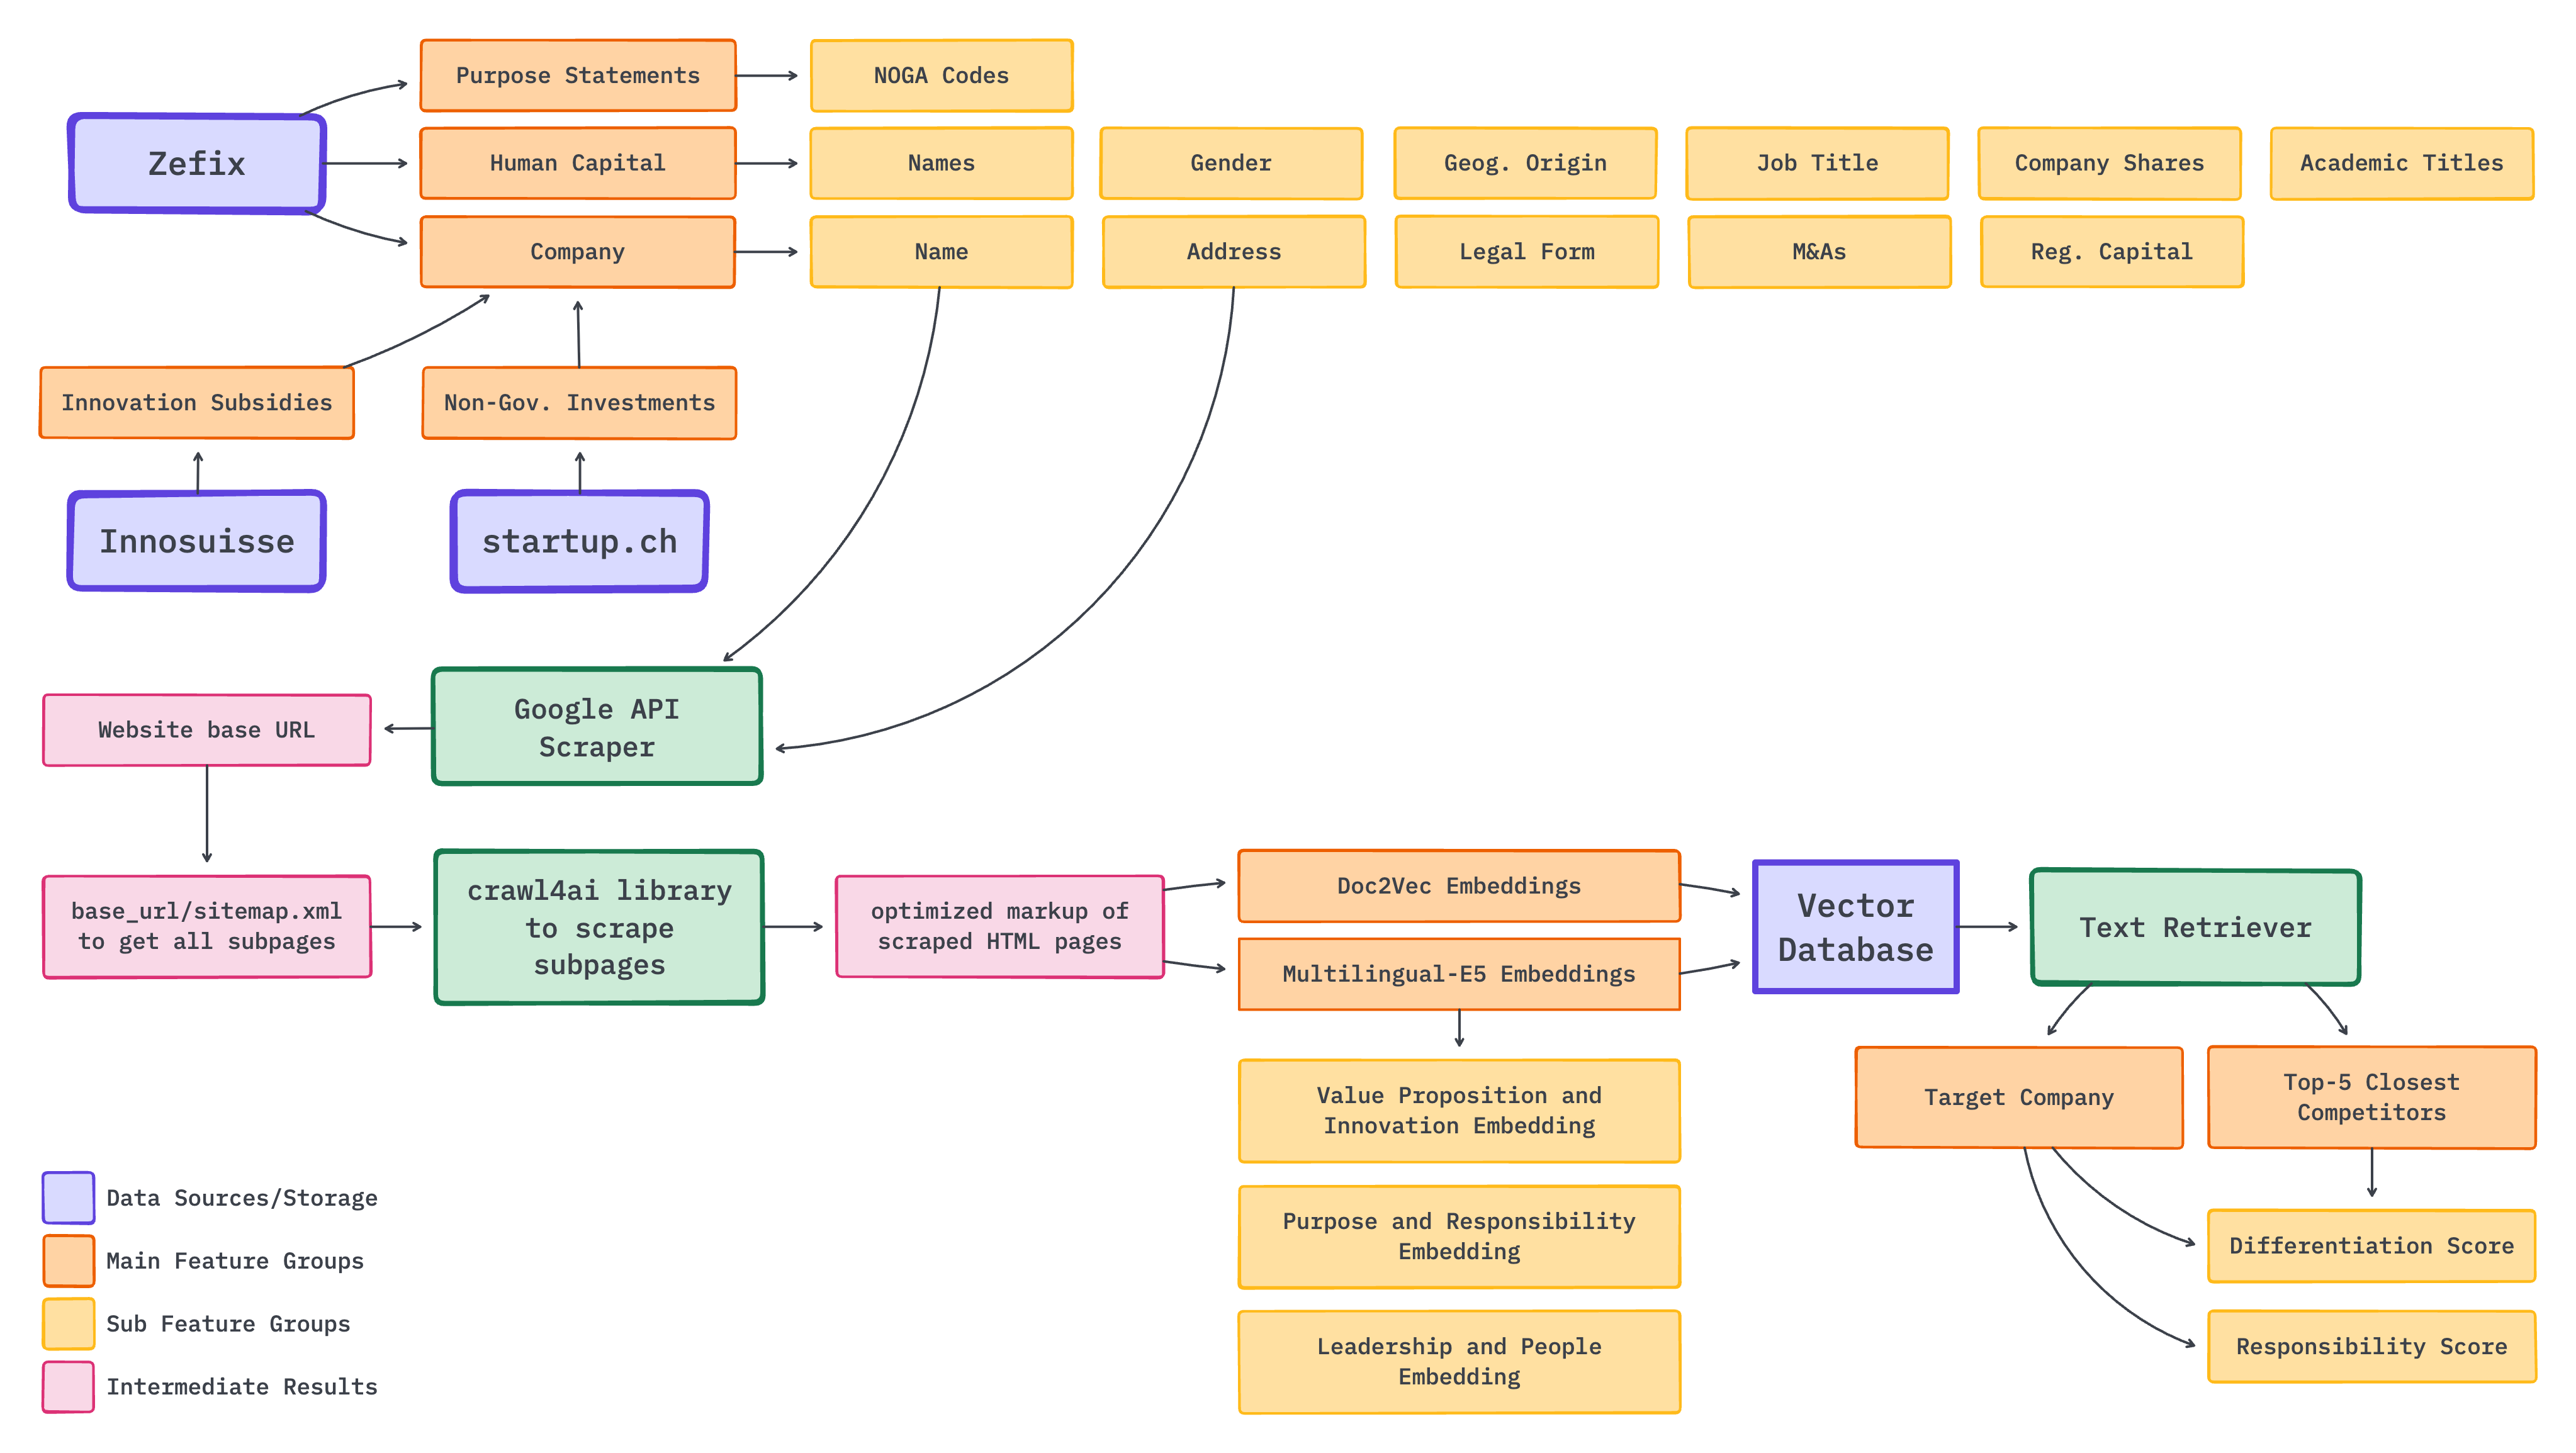 Purpose Statements
NOGA Codes
Zefix
Human Capital
Names
Gender
Geog. Origin
Job Title
Company Shares
Academic Titles
Company
Name
Address
Legal Form
M&As
Reg. Capital
Innovation Subsidies
Non-Gov. Investments
Innosuisse
startup.ch
Website base URL
Google API
Scraper
base_url/sitemap.xml
to get all subpages
crawl4ai library
to scrape
subpages
optimized markup of
scraped HTML pages
Doc2Vec Embeddings
Multilingual-E5 Embeddings
Vector
Database
Text Retriever
Value Proposition and
Innovation Embedding
Purpose and Responsibility
Embedding
Leadership and People
Embedding
Target Company
Top-5 Closest
Competitors
Differentiation Score
Responsibility Score
Data Sources/Storage
Main Feature Groups
Sub Feature Groups
Intermediate Results